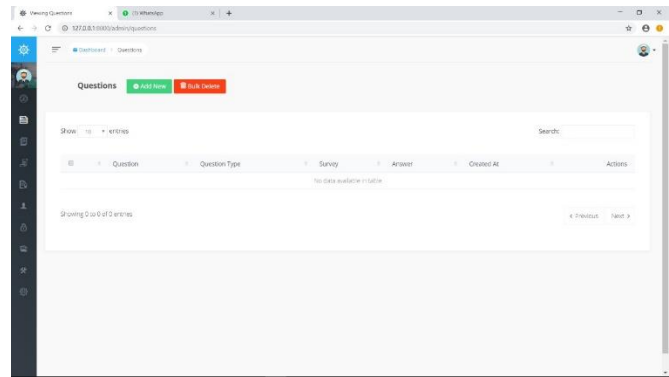 Viewing Questions
(1) WhatsApp
127.0.0.1:8000/admin/questions
Dashboard / Questions
Questions
Add New
Bulk Delete
Show 10 entries
Search:
Question Question Type Survey Answer Created At Actions
No data available in table
Showing 0 to 0 of 0 entries
Previous Next